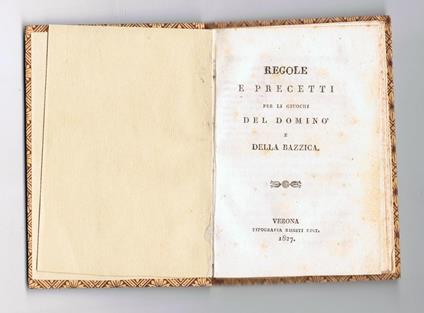 REGOLE
E PRECETTI
PER LI GIUOCHI
DEL DOMINO'
E
DELLA BAZZICA.
VERONA
TIPOGRAFIA BISESTI EDIT.
1827.